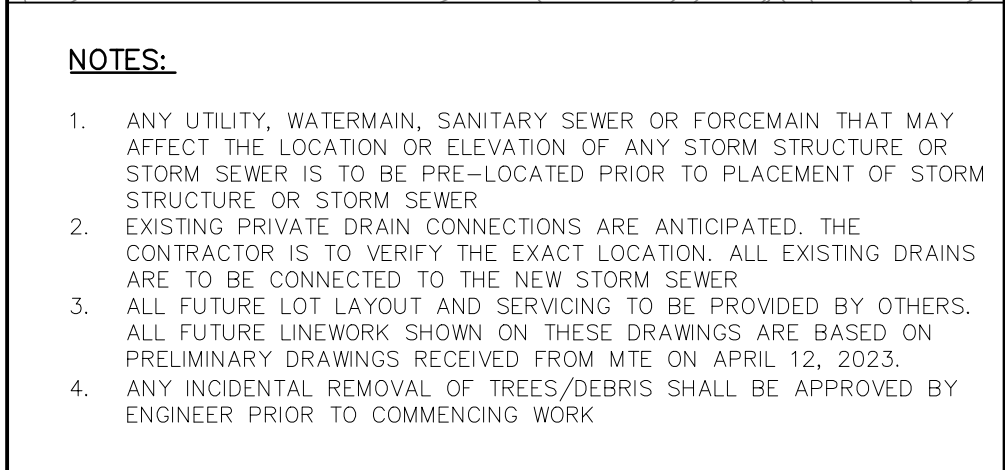 NOTES:
1. ANY UTILITY, WATERMAIN, SANITARY SEWER OR FORCEMAIN THAT MAY
AFFECT THE LOCATION OR ELEVATION OF ANY STORM STRUCTURE OR
STORM SEWER IS TO BE PRE-LOCATED PRIOR TO PLACEMENT OF STORM
STRUCTURE OR STORM SEWER
2. EXISTING PRIVATE DRAIN CONNECTIONS ARE ANTICIPATED. THE
CONTRACTOR IS TO VERIFY THE EXACT LOCATION. ALL EXISTING DRAINS
ARE TO BE CONNECTED TO THE NEW STORM SEWER
3. ALL FUTURE LOT LAYOUT AND SERVICING TO BE PROVIDED BY OTHERS.
ALL FUTURE LINEWORK SHOWN ON THESE DRAWINGS ARE BASED ON
PRELIMINARY DRAWINGS RECEIVED FROM MTE ON APRIL 12, 2023.
4. ANY INCIDENTAL REMOVAL OF TREES/DEBRIS SHALL BE APPROVED BY
ENGINEER PRIOR TO COMMENCING WORK